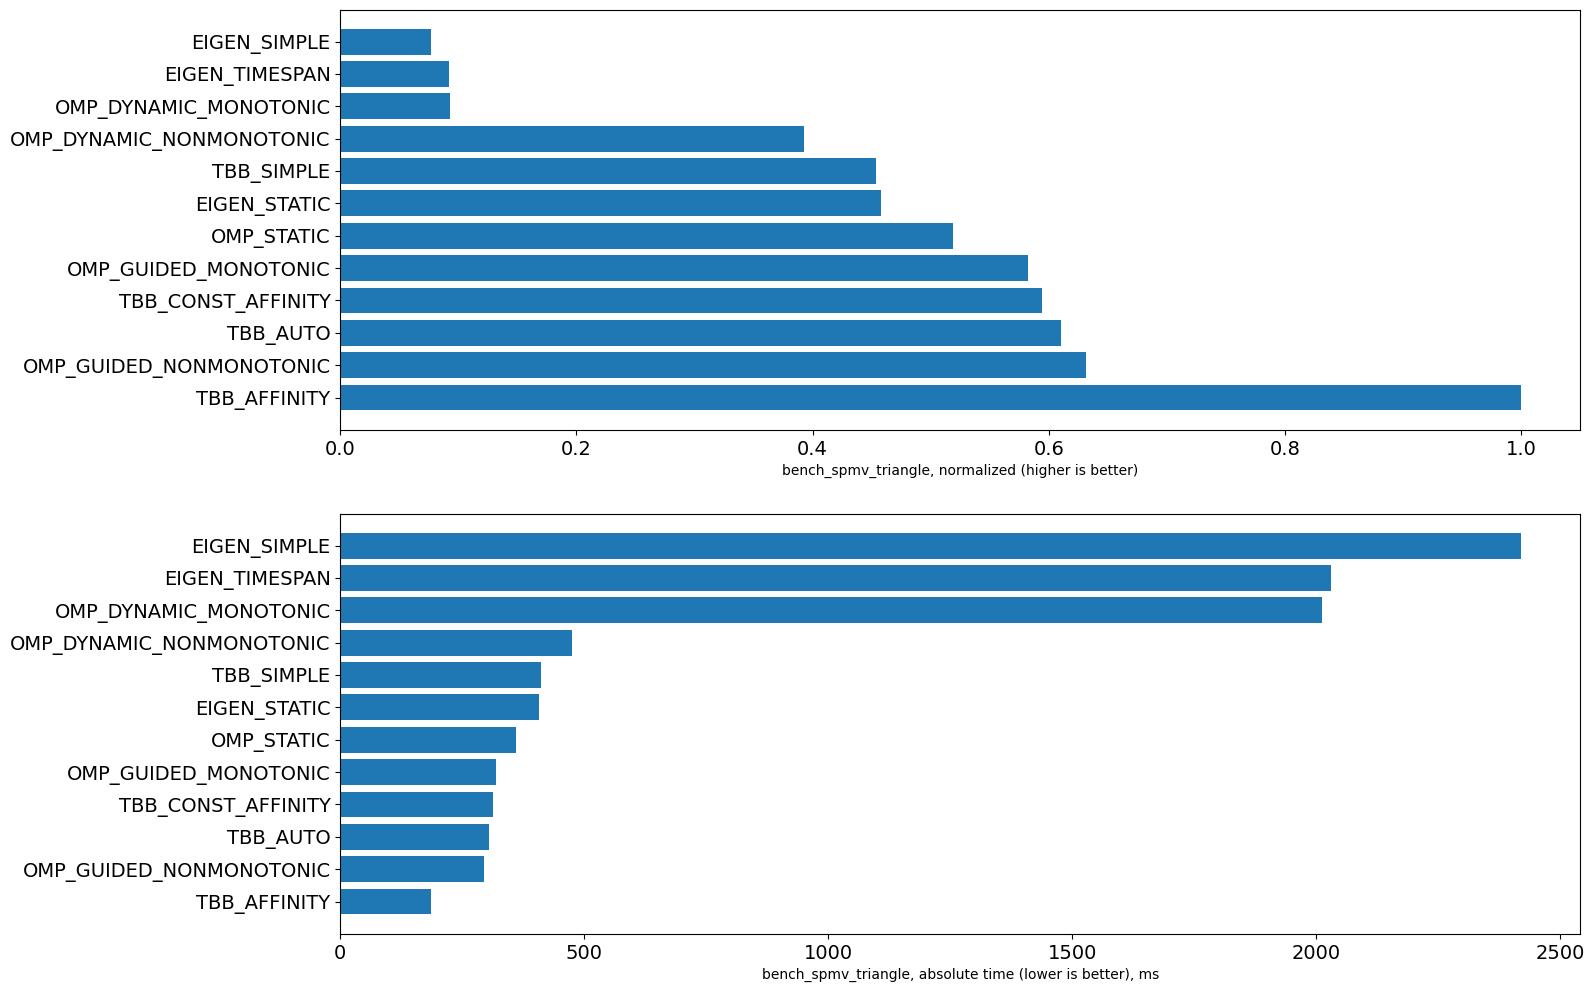 EIGEN_SIMPLE
EIGEN_TIMESPAN
OMP_DYNAMIC_MONOTONIC
OMP_DYNAMIC_NONMONOTONIC
TBB_SIMPLE
EIGEN_STATIC
OMP_STATIC
OMP_GUIDED_MONOTONIC
TBB_CONST_AFFINITY
TBB_AUTO
OMP_GUIDED_NONMONOTONIC
TBB_AFFINITY
0.0 0.2 0.4 0.6 0.8 1.0
bench_spmv_triangle, normalized (higher is better)
EIGEN_SIMPLE
EIGEN_TIMESPAN
OMP_DYNAMIC_MONOTONIC
OMP_DYNAMIC_NONMONOTONIC
TBB_SIMPLE
EIGEN_STATIC
OMP_STATIC
OMP_GUIDED_MONOTONIC
TBB_CONST_AFFINITY
TBB_AUTO
OMP_GUIDED_NONMONOTONIC
TBB_AFFINITY
0 500 1000 1500 2000 2500
bench_spmv_triangle, absolute time (lower is better), ms